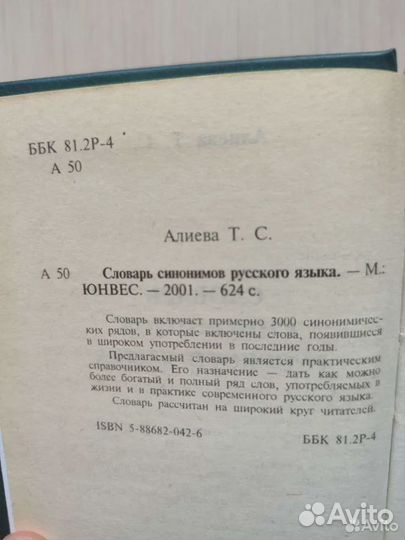 ББК 81.2Р-4
А 50
Алиева Т. С.
А 50 Словарь синонимов русского языка. — М.:
ЮНВЕС. — 2001. — 624 с.
Словарь включает примерно 3000 синонимичес-
ких рядов, в которые включены слова, появившиеся
в широком употреблении в последние годы.
Предлагаемый словарь является практическим
справочником. Его назначение — дать как можно
более богатый и полный ряд слов, употребляемых в
жизни и в практике современного русского языка.
Словарь рассчитан на широкий круг читателей.
ISBN 5-88682-042-6
ББК 81.2Р-4
Avito